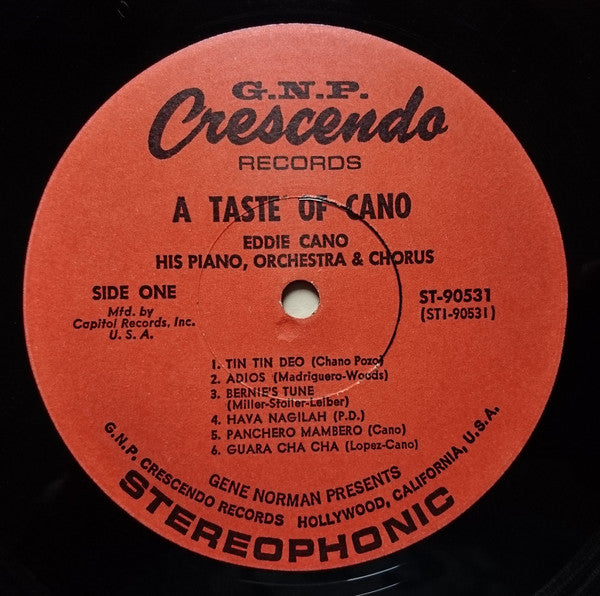 G.N.P.
Crescendo
RECORDS
A TASTE OF CANO
EDDIE CANO
HIS PIANO, ORCHESTRA & CHORUS
SIDE ONE
Mfd. by
Capitol Records, Inc.
U. S. A.
ST-90531
(ST1-90531)
1. TIN TIN DEO (Chano Pozo)
2. ADIOS (Madriguero-Woods)
3. BERNIE'S TUNE
(Miller-Stoller-Leiber)
4. HAVA NAGILAH (P.D.)
5. PANCHERO MAMBERO (Cano)
6. GUARA CHA CHA (Lopez-Cano)
GENE NORMAN PRESENTS
G.N.P. CRESCENDO RECORDS HOLLYWOOD, CALIFORNIA, U.S.A.
STEREOPHONIC